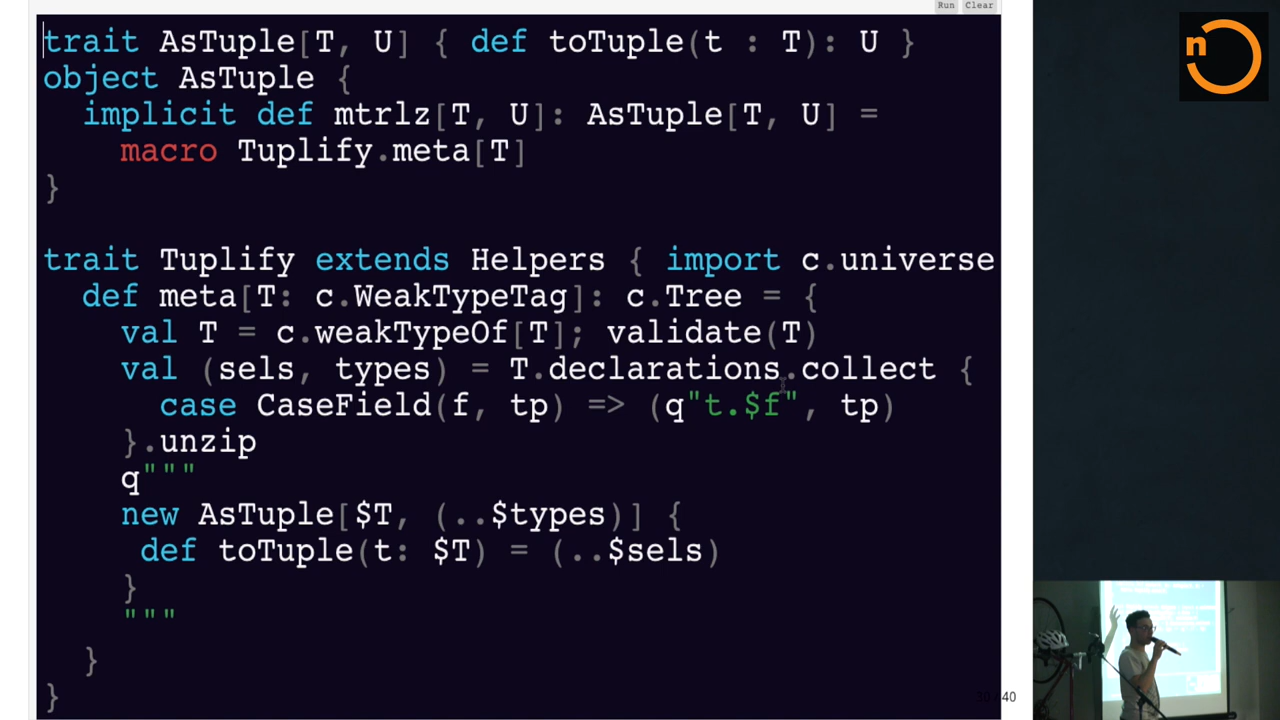 Run Clear
trait AsTuple[T, U] { def toTuple(t : T): U }
object AsTuple {
  implicit def mtrlz[T, U]: AsTuple[T, U] =
    macro Tuplify.meta[T]
}
trait Tuplify extends Helpers { import c.universe
  def meta[T: c.WeakTypeTag]: c.Tree = {
    val T = c.weakTypeOf[T]; validate(T)
    val (sels, types) = T.declarations.collect {
      case CaseField(f, tp) => (q"t.$f", tp)
    }.unzip
    q"""
    new AsTuple[$T, (..$types)] {
     def toTuple(t: $T) = (..$sels)
    }
    """
  }
}
30/40
n